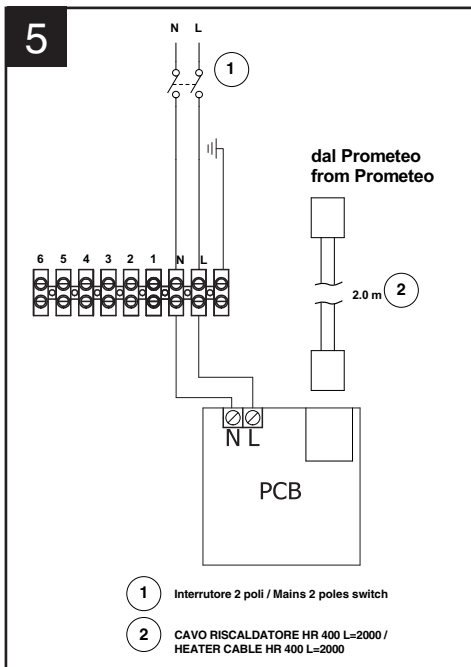 5
N L
1
dal Prometeo
from Prometeo
6 5 4 3 2 1 N L
2.0 m 2
N L
PCB
1 Interrutore 2 poli / Mains 2 poles switch
2 CAVO RISCALDATORE HR 400 L=2000 /
HEATER CABLE HR 400 L=2000